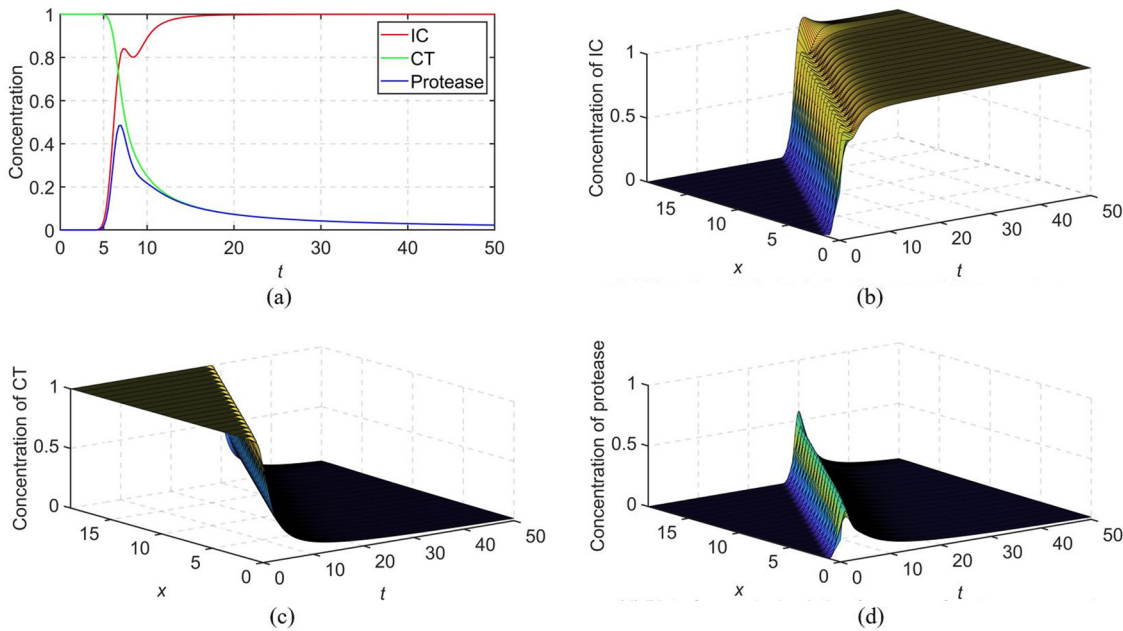 Concentration
1
0.8
0.6
0.4
0.2
0
IC
CT
Protease
0 5 10 20 30 40 50
t
(a)
Concentration of IC
1
0.5
0
15 10 5 0
x
0 10 20 30 40 50
t
(b)
Concentration of CT
1
0.5
0
15 10 5 0
x
0 10 20 30 40 50
t
(c)
Concentration of protease
1
0.5
0
15 10 5 0
x
0 10 20 30 40 50
t
(d)